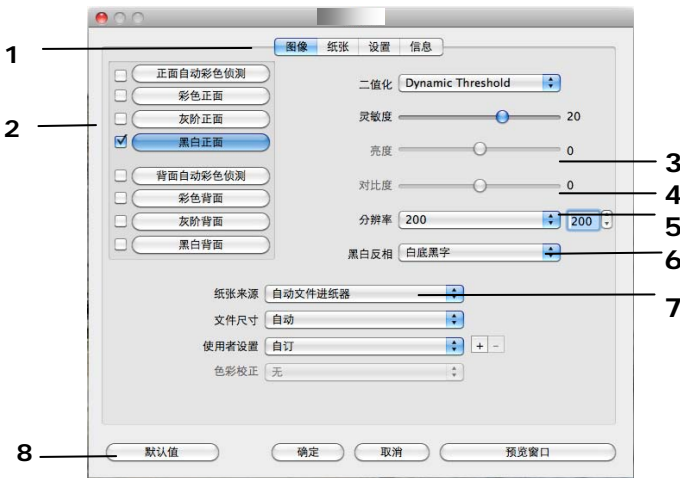 1
图像 纸张 设置 信息
2
正面自动彩色侦测
彩色正面
灰阶正面
黑白正面
背面自动彩色侦测
彩色背面
灰阶背面
黑白背面
二值化 Dynamic Threshold
灵敏度 20
亮度 0
3
对比度 0
4
分辨率 200 200
5
黑白反相 白底黑字
6
纸张来源 自动文件进纸器
7
文件尺寸 自动
使用者设置 自订 + -
色彩校正 无
8
默认值 确定 取消 预览窗口